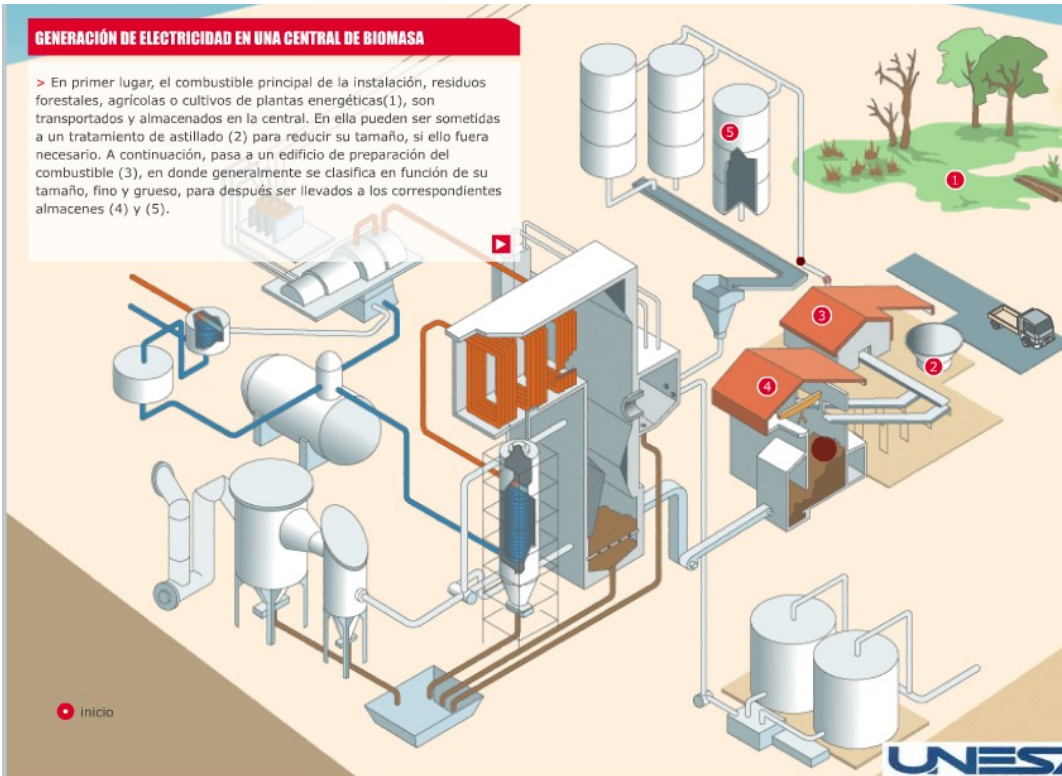 GENERACIÓN DE ELECTRICIDAD EN UNA CENTRAL DE BIOMASA
> En primer lugar, el combustible principal de la instalación, residuos
forestales, agrícolas o cultivos de plantas energéticas(1), son
transportados y almacenados en la central. En ella pueden ser sometidas
a un tratamiento de astillado (2) para reducir su tamaño, si ello fuera
necesario. A continuación, pasa a un edificio de preparación del
combustible (3), en donde generalmente se clasifica en función de su
tamaño, fino y grueso, para después ser llevados a los correspondientes
almacenes (4) y (5).
5
1
3
2
4
inicio
UNESA